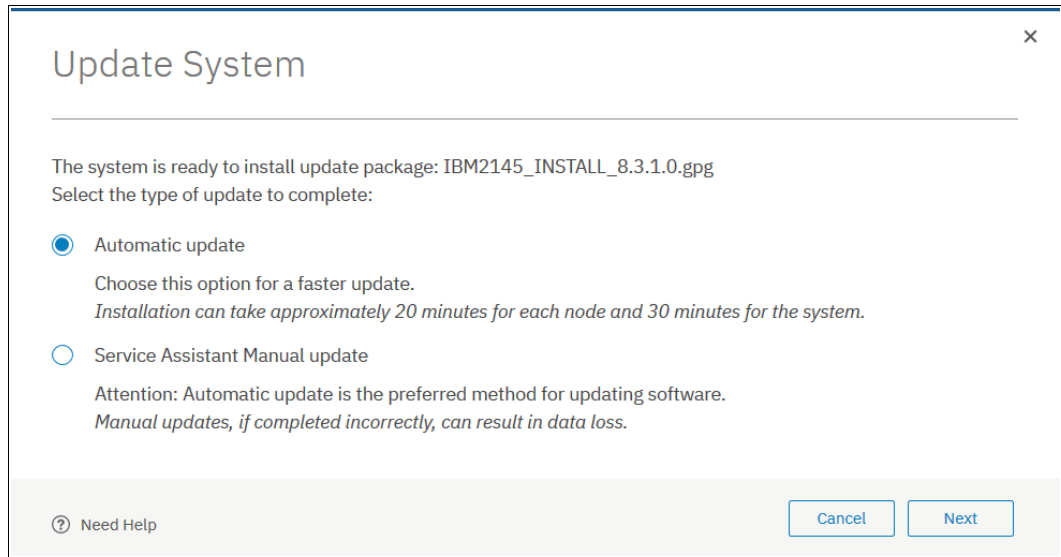 Update System
The system is ready to install update package: IBM2145_INSTALL_8.3.1.0.gpg
Select the type of update to complete:
Automatic update
Choose this option for a faster update.
Installation can take approximately 20 minutes for each node and 30 minutes for the system.
Service Assistant Manual update
Attention: Automatic update is the preferred method for updating software.
Manual updates, if completed incorrectly, can result in data loss.
Need Help
Cancel
Next